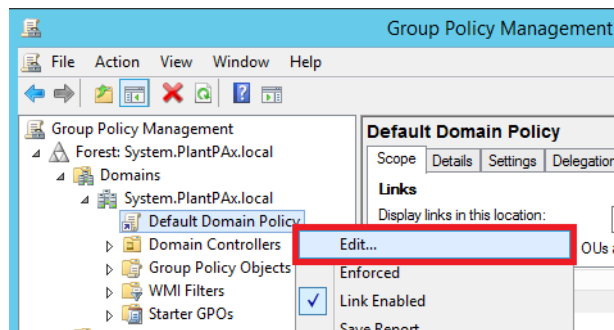 Group Policy Management
File Action View Window Help
Group Policy Management
Forest: System.PlantPAx.local
Domains
System.PlantPAx.local
Default Domain Policy
Domain Controllers
Group Policy Objects
WMI Filters
Starter GPOs
Default Domain Policy
Scope Details Settings Delegation
Links
Display links in this location:
OUs
Edit...
Enforced
Link Enabled
Save Report